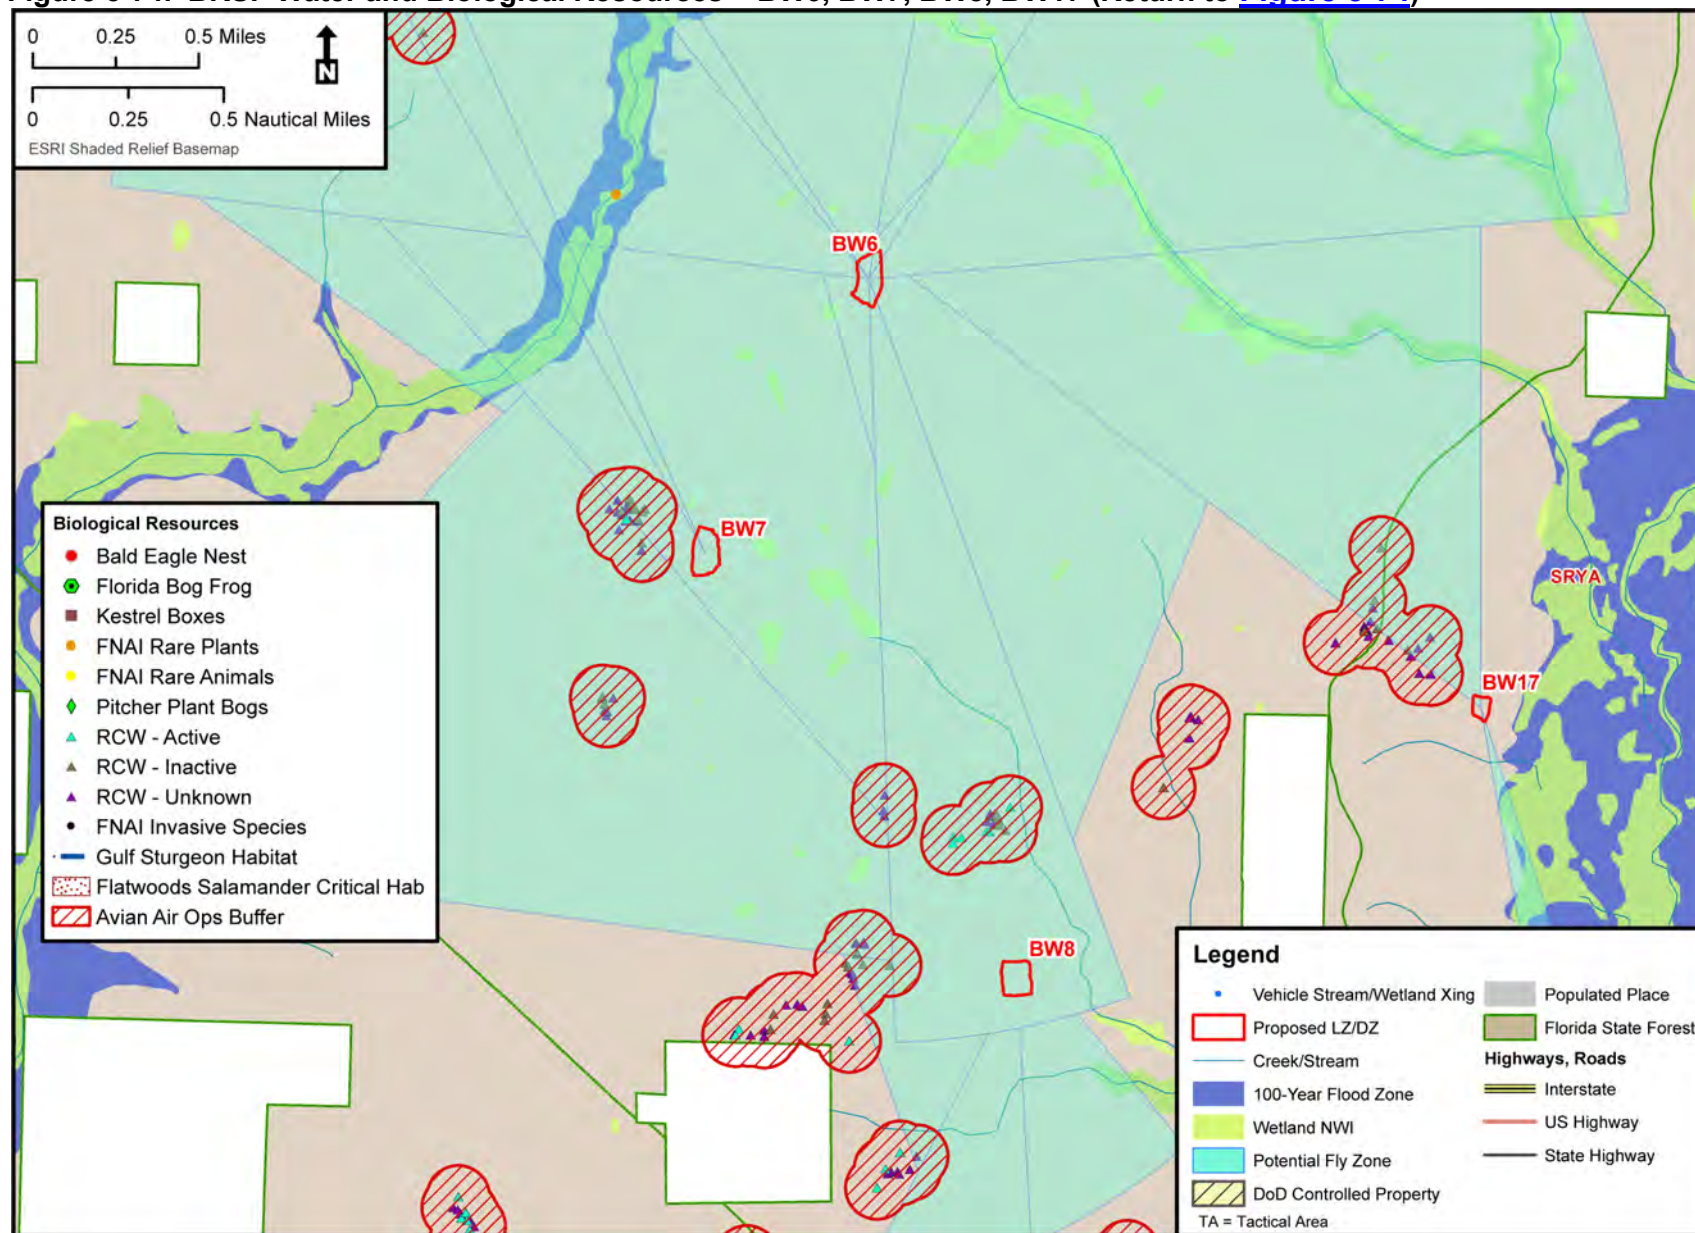 0 0.25 0.5 Miles
N
0 0.25 0.5 Nautical Miles
ESRI Shaded Relief Basemap
BW6
BW7
SRYA
BW17
BW8
Biological Resources
Bald Eagle Nest
Florida Bog Frog
Kestrel Boxes
FNAI Rare Plants
FNAI Rare Animals
Pitcher Plant Bogs
RCW - Active
RCW - Inactive
RCW - Unknown
FNAI Invasive Species
Gulf Sturgeon Habitat
Flatwoods Salamander Critical Hab
Avian Air Ops Buffer
Legend
Vehicle Stream/Wetland Xing
Proposed LZ/DZ
Creek/Stream
100-Year Flood Zone
Wetland NWI
Potential Fly Zone
DoD Controlled Property
TA = Tactical Area
Populated Place
Florida State Forest
Highways, Roads
Interstate
US Highway
State Highway